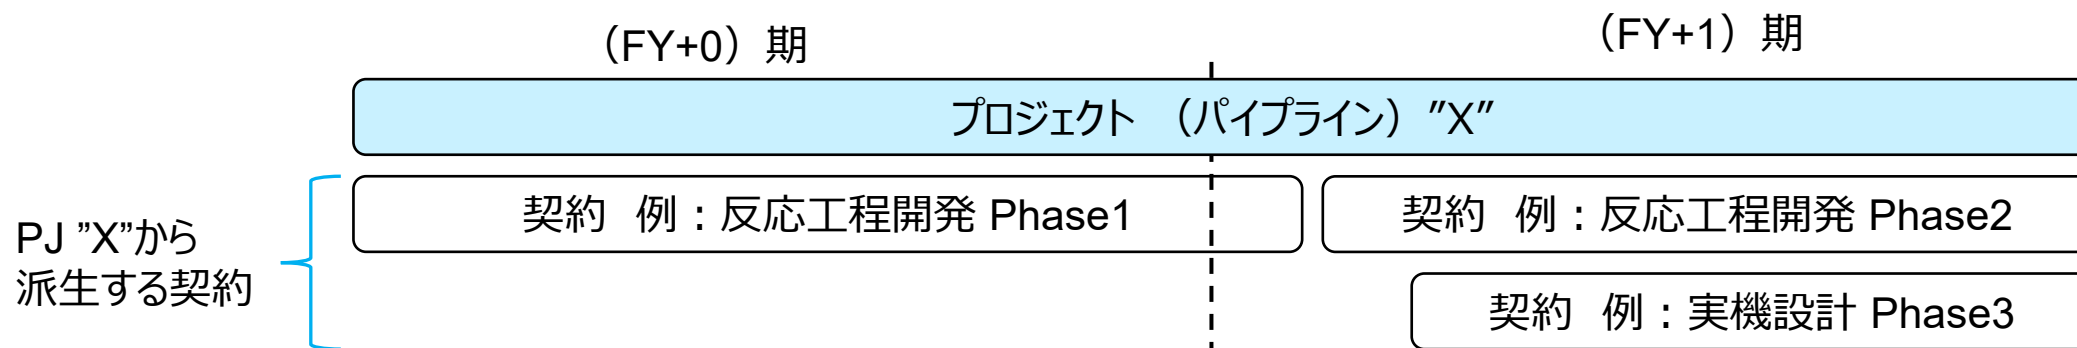 （FY+0）期
（FY+1）期
プロジェクト （パイプライン）”X”
契約 例：反応工程開発 Phase1
契約 例：反応工程開発 Phase2
PJ ”X”から
派生する契約
契約 例：実機設計 Phase3